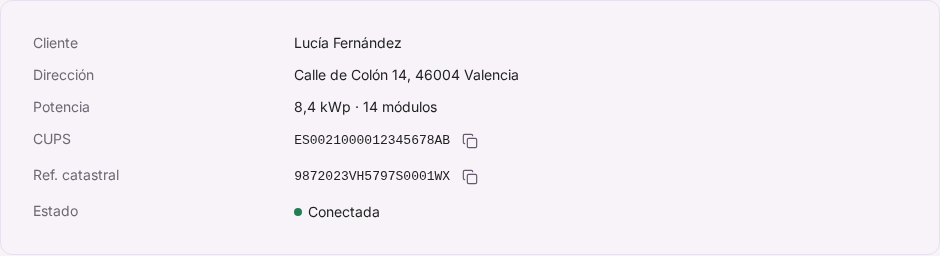 Cliente Lucía Fernández
Dirección Calle de Colón 14, 46004 Valencia
Potencia 8,4 kWp · 14 módulos
CUPS ES0021000012345678AB
Ref. catastral 9872023VH5797S0001WX
Estado Conectada